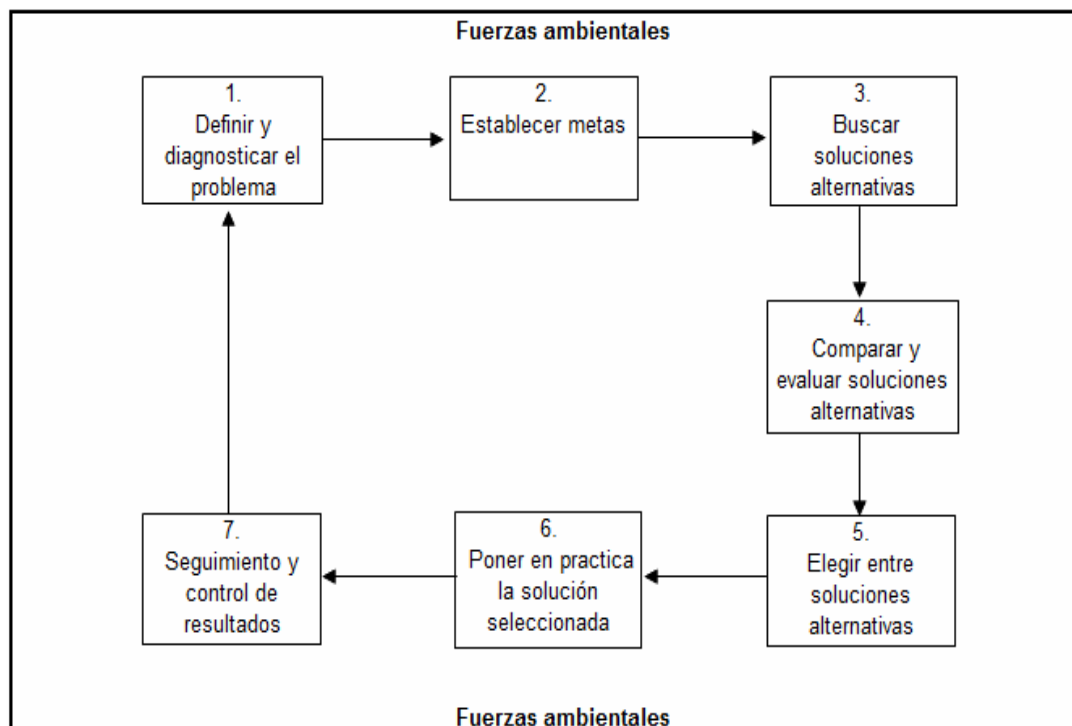 Fuerzas ambientales
1.
Definir y
diagnosticar el
problema
2.
Establecer metas
3.
Buscar
soluciones
alternativas
4.
Comparar y
evaluar soluciones
alternativas
5.
Elegir entre
soluciones
alternativas
6.
Poner en practica
la solución
seleccionada
7.
Seguimiento y
control de
resultados
Fuerzas ambientales